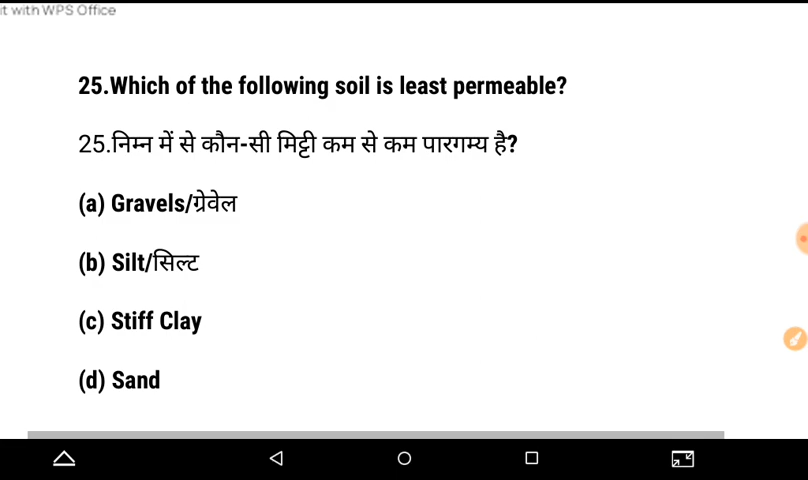 it with WPS Office
25.Which of the following soil is least permeable?
25.निम्न में से कौन-सी मिट्टी कम से कम पारगम्य है?
(a) Gravels/ग्रेवेल
(b) Silt/सिल्ट
(c) Stiff Clay
(d) Sand